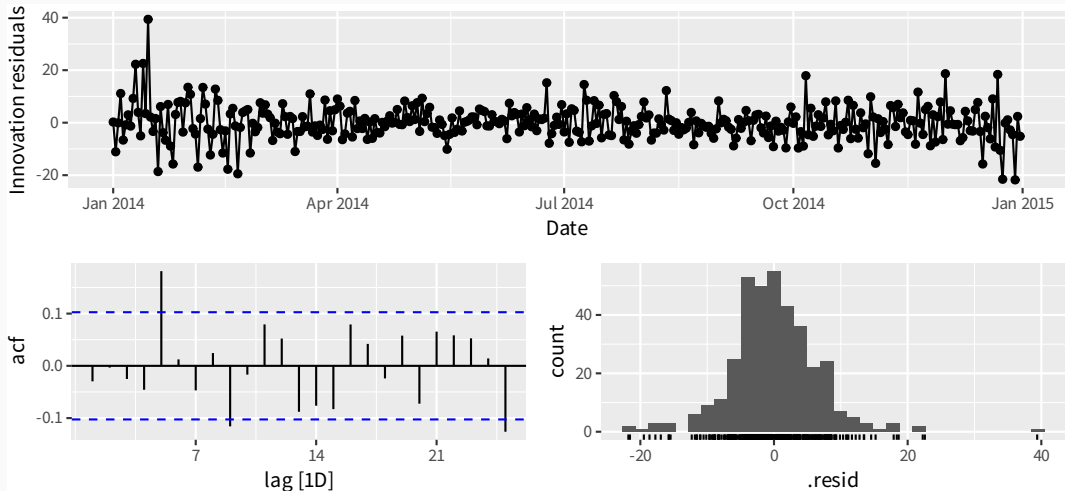 Innovation residuals
40
20
0
-20
Jan 2014 Apr 2014 Jul 2014 Oct 2014 Jan 2015
Date
acf
0.1
0.0
-0.1
7 14 21
lag [1D]
count
40
20
0
-20 0 20 40
.resid